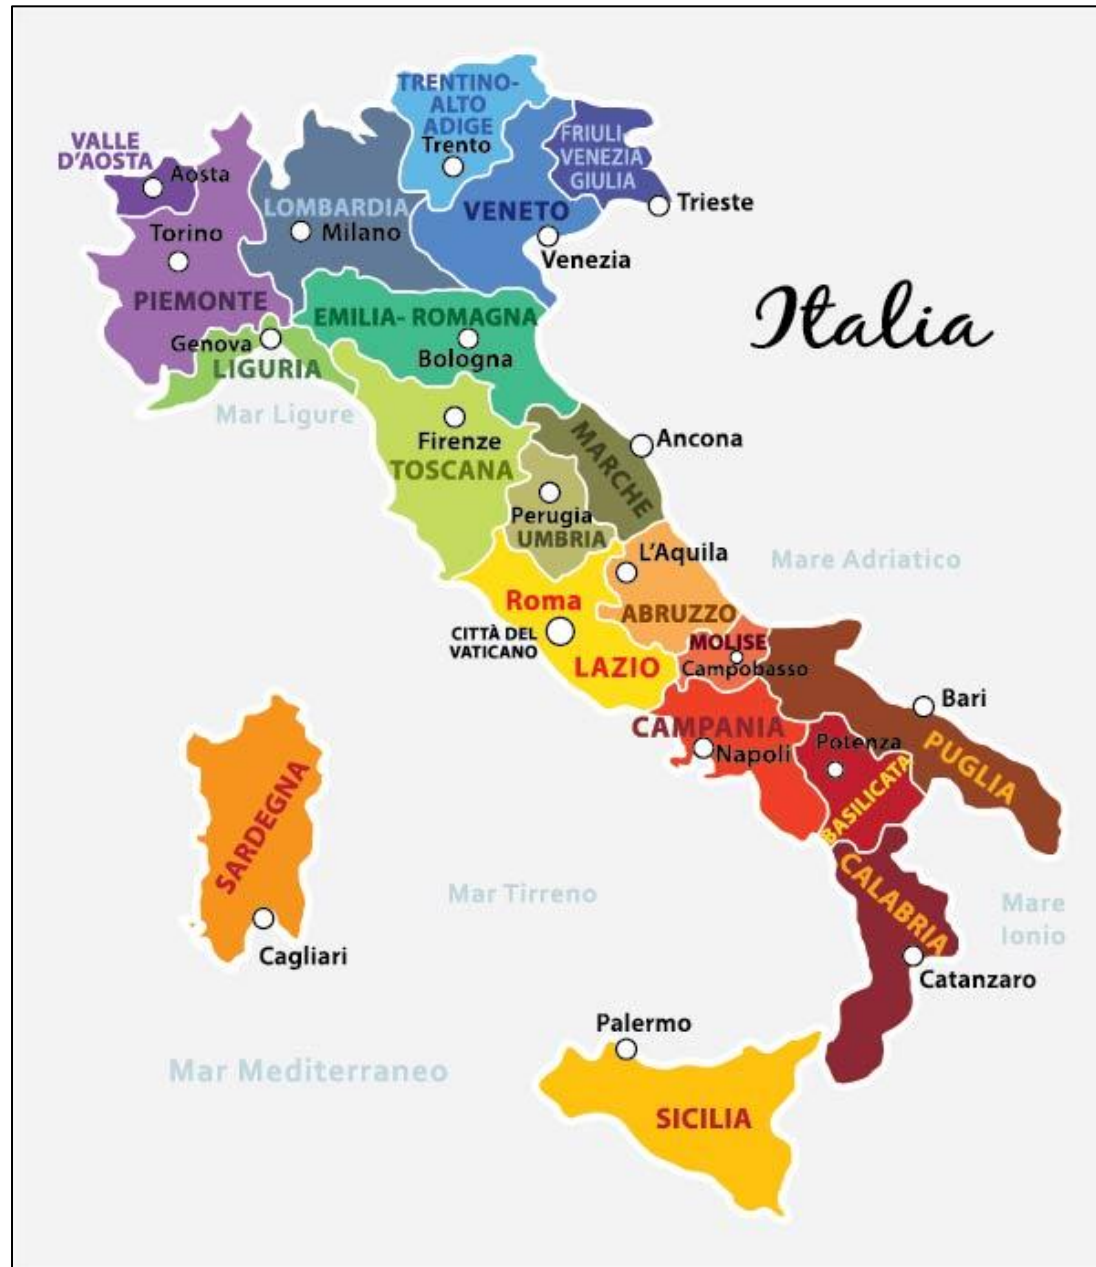 TRENTINO-
ALTO
ADIGE
Trento
VALLE
D'AOSTA
Aosta
FRIULI
VENEZIA
GIULIA
Trieste
LOMBARDIA
Milano
VENETO
Venezia
Torino
PIEMONTE
EMILIA- ROMAGNA
Bologna
Italia
Genova
LIGURIA
Mar Ligure
Firenze
TOSCANA
MARCHE
Ancona
Perugia
UMBRIA
L'Aquila
ABRUZZO
Mare Adriatico
Roma
CITTÀ DEL
VATICANO
LAZIO
MOLISE
Campobasso
CAMPANIA
Napoli
Bari
PUGLIA
Potenza
BASILICATA
SARDEGNA
Cagliari
Mar Tirreno
CALABRIA
Catanzaro
Mare
Ionio
Palermo
SICILIA
Mar Mediterraneo